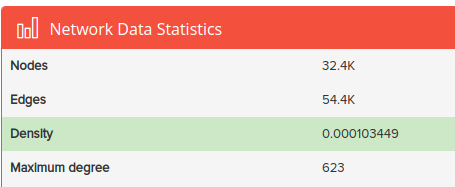 Network Data Statistics
Nodes 32.4K
Edges 54.4K
Density 0.000103449
Maximum degree 623